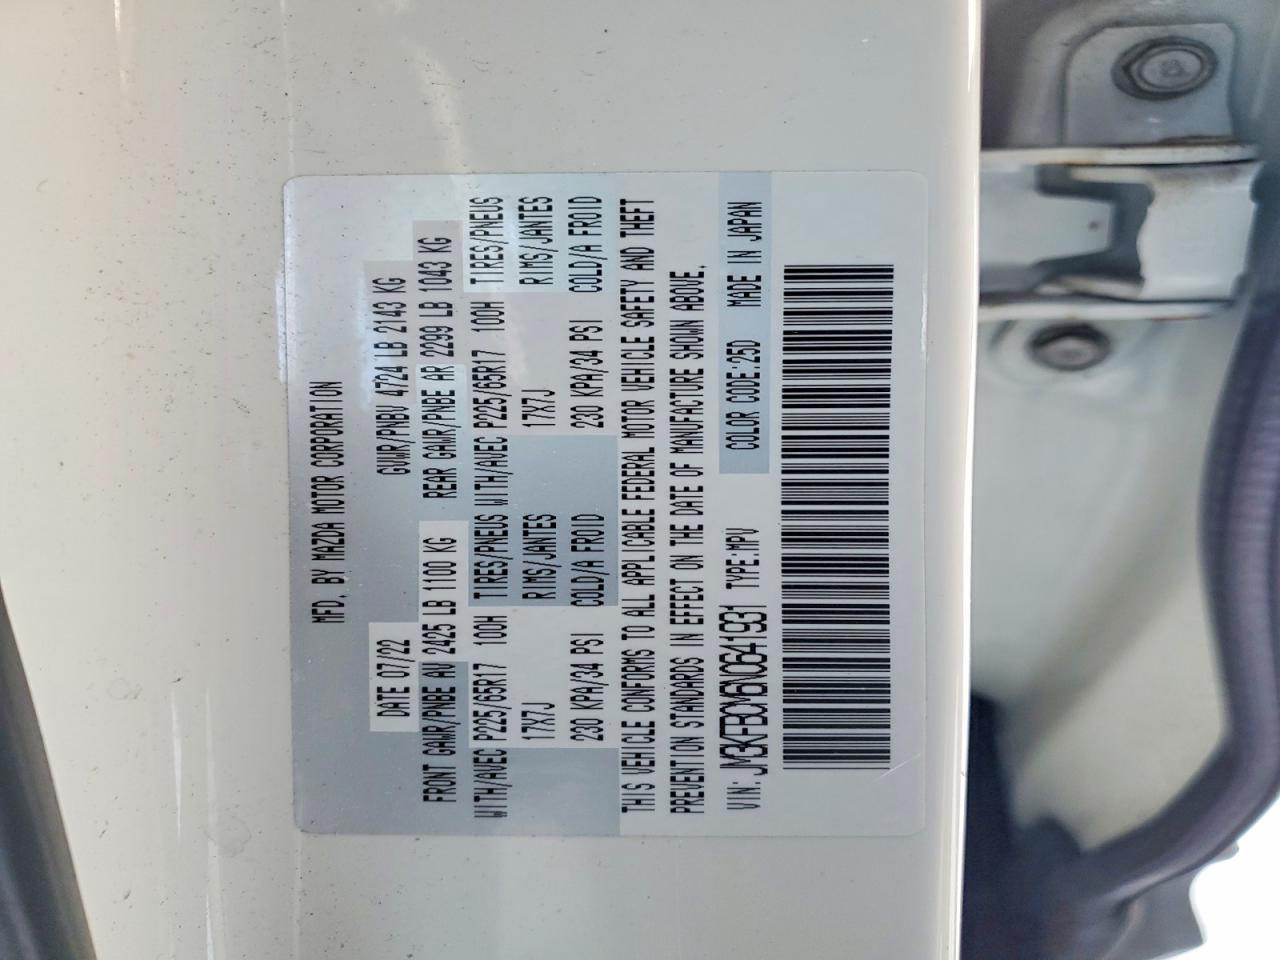 MFD. BY MAZDA MOTOR CORPORATION
DATE 07/22 GVWR/PNBV 4724 LB 2143 KG
FRONT GAWR/PNBE AV 2425 LB 1100 KG REAR GAWR/PNBE AR 2299 LB 1043 KG
WITH/AVEC P225/65R17 100H TIRES/PNEUS WITH/AVEC P225/65R17 100H TIRES/PNEUS
17X7J RIMS/JANTES 17X7J RIMS/JANTES
230 KPA/34 PSI COLD/A FROID 230 KPA/34 PSI COLD/A FROID
THIS VEHICLE CONFORMS TO ALL APPLICABLE FEDERAL MOTOR VEHICLE SAFETY AND THEFT
PREVENTION STANDARDS IN EFFECT ON THE DATE OF MANUFACTURE SHOWN ABOVE.
VIN: JM3KFBCM6N0641931 TYPE:MPV COLOR CODE:25D MADE IN JAPAN